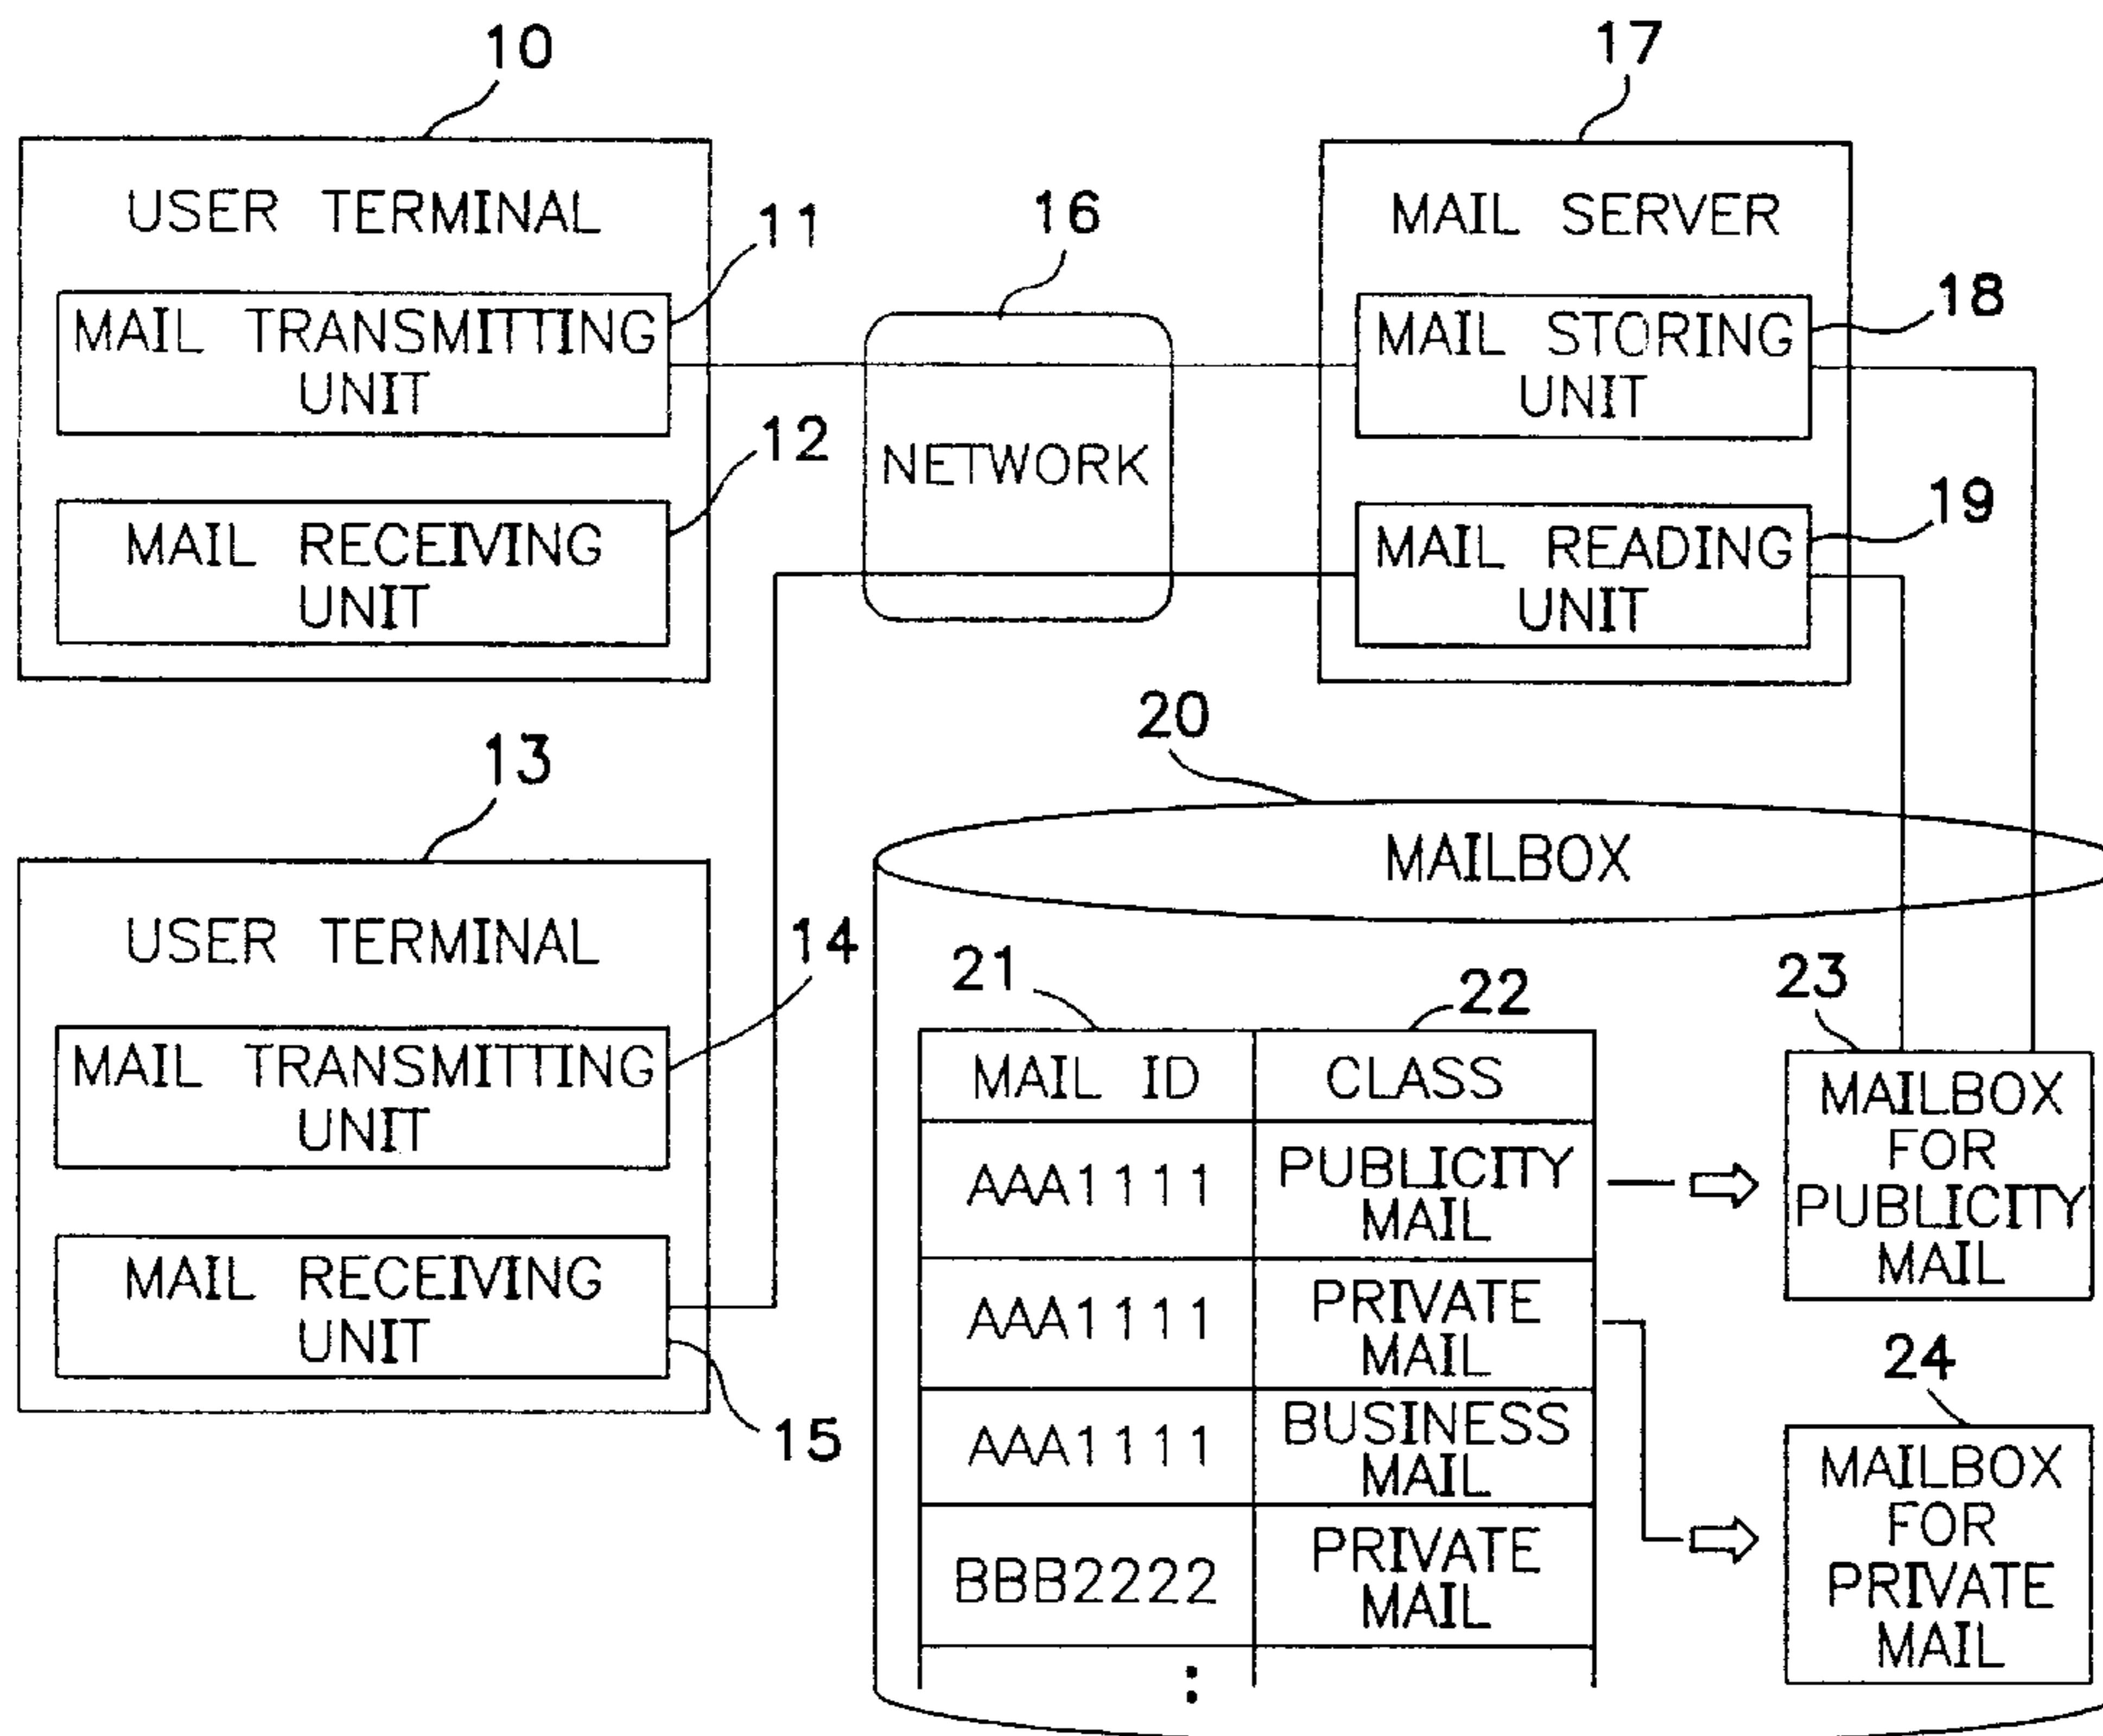 10
17
USER TERMINAL
11
MAIL TRANSMITTING
UNIT
12
MAIL RECEIVING
UNIT
16
NETWORK
MAIL SERVER
18
MAIL STORING
UNIT
19
MAIL READING
UNIT
13
USER TERMINAL
14
MAIL TRANSMITTING
UNIT
MAIL RECEIVING
UNIT
15
20
MAILBOX
21
22
23
MAIL ID CLASS
AAA1111 PUBLICITY
MAIL
AAA1111 PRIVATE
MAIL
AAA1111 BUSINESS
MAIL
BBB2222 PRIVATE
MAIL
:
MAILBOX
FOR
PUBLICITY
MAIL
24
MAILBOX
FOR
PRIVATE
MAIL